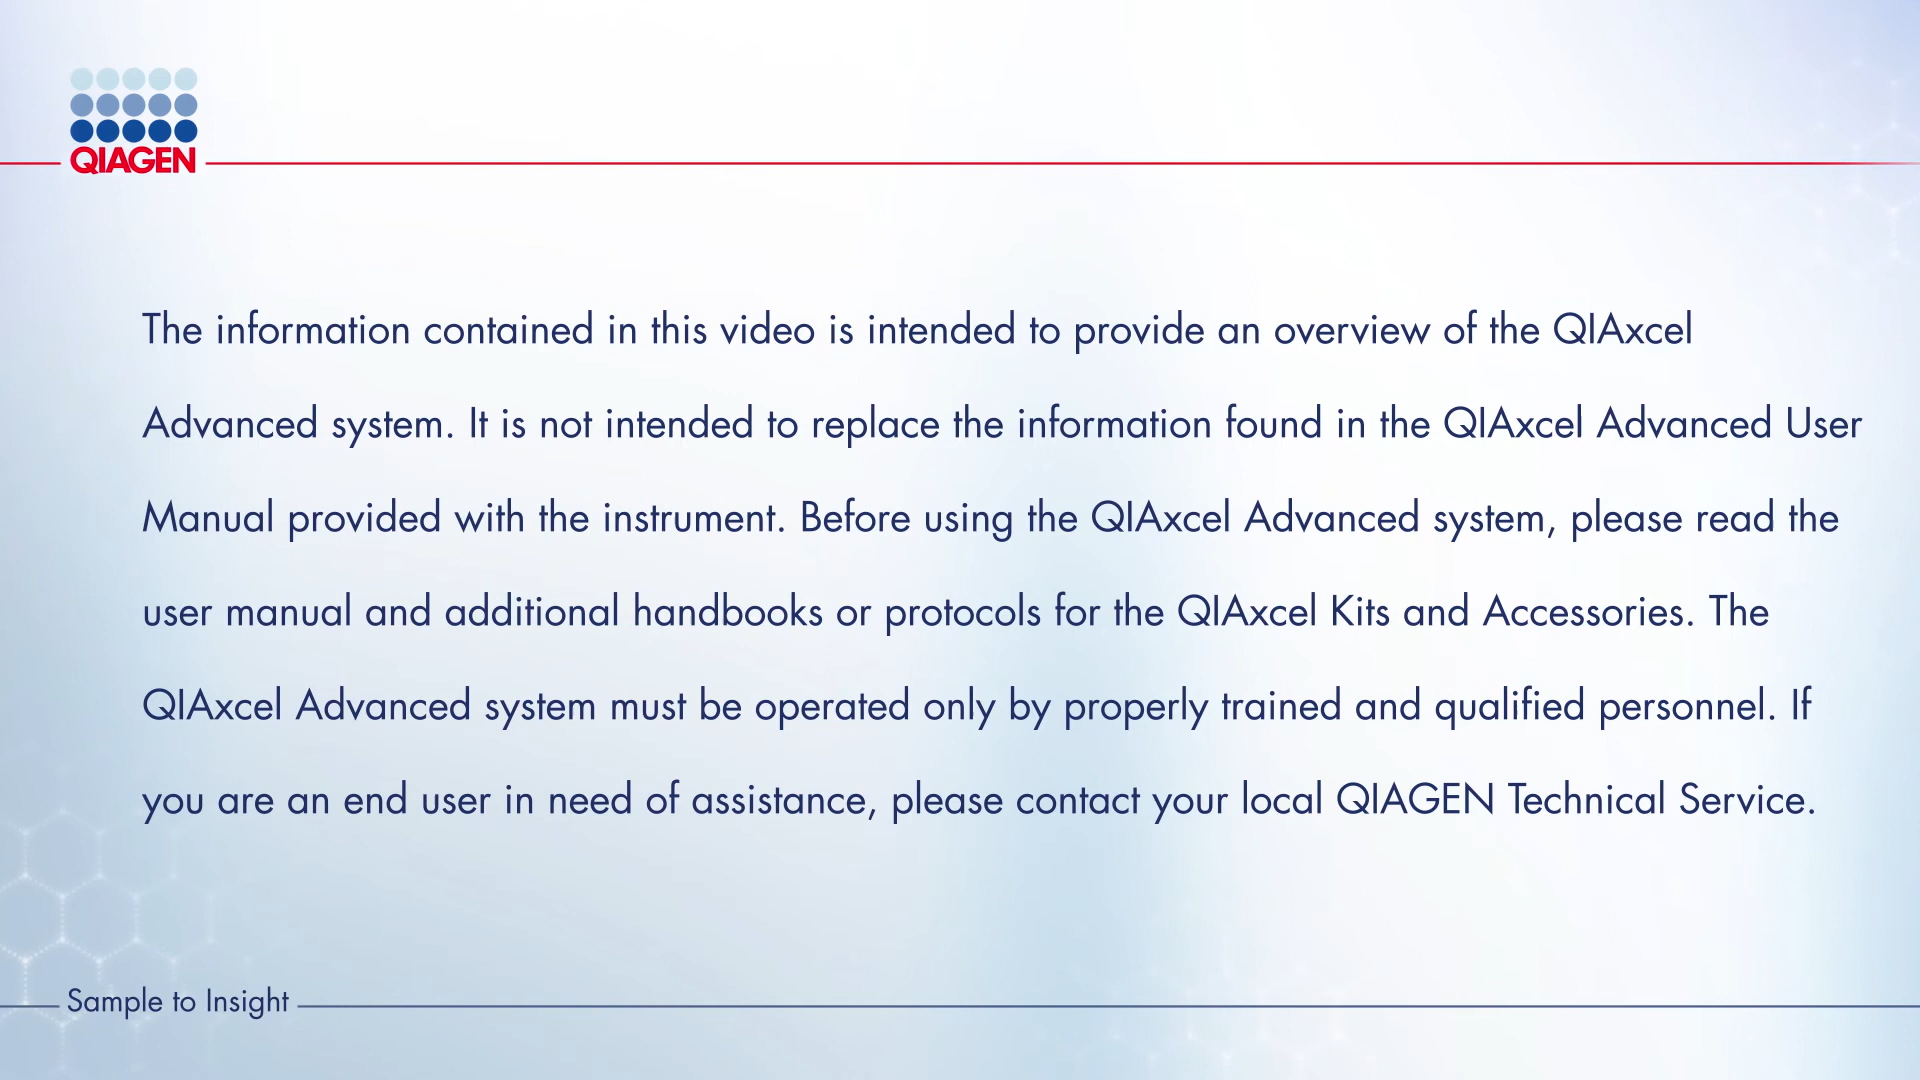 QIAGEN
The information contained in this video is intended to provide an overview of the QIAxcel
Advanced system. It is not intended to replace the information found in the QIAxcel Advanced User
Manual provided with the instrument. Before using the QIAxcel Advanced system, please read the
user manual and additional handbooks or protocols for the QIAxcel Kits and Accessories. The
QIAxcel Advanced system must be operated only by properly trained and qualified personnel. If
you are an end user in need of assistance, please contact your local QIAGEN Technical Service.
Sample to Insight